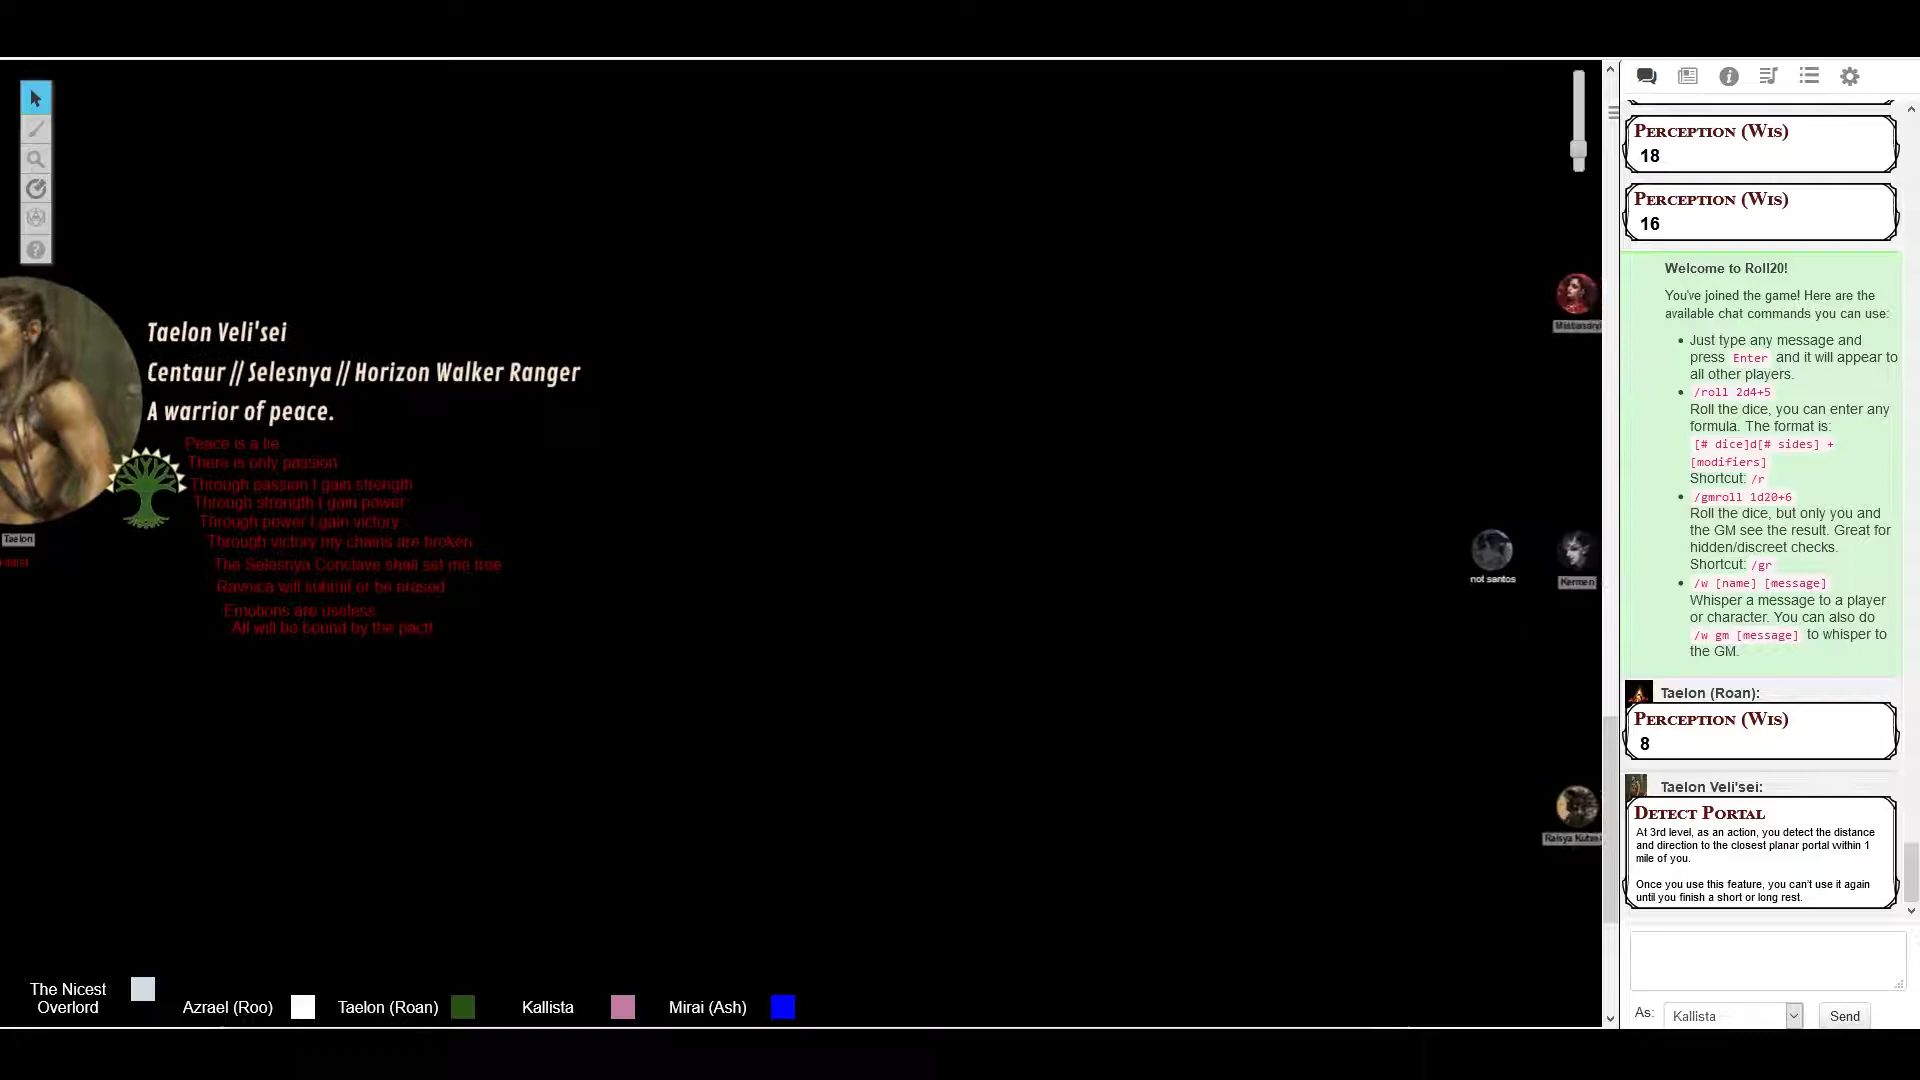 Taelon Veli'sei
Centaur // Selesnya // Horizon Walker Ranger
A warrior of peace.
Peace is a lie
There is only passion
Through passion I gain strength
Through strength I gain power
Through power I gain victory
Through victory my chains are broken
The Selesnya Conclave shall set me free
Ravnica will submit or be erased
Emotions are useless
All will be bound by the pact!
Taelon
not santos
Kermen
Raisya
The Nicest
Overlord
Azrael (Roo)
Taelon (Roan)
Kallista
Mirai (Ash)
Perception (Wis)
18
Perception (Wis)
16
Welcome to Roll20!
You've joined the game! Here are the
available chat commands you can use:
Just type any message and
press Enter and it will appear to
all other players.
/roll 2d4+5
Roll the dice, you can enter any
formula. The format is:
[# dice]d[# sides] +
[modifiers]
Shortcut: /r
/gmroll 1d20+6
Roll the dice, but only you and
the GM see the result. Great for
hidden/discreet checks.
Shortcut: /gr
/w [name] [message]
Whisper a message to a player
or character. You can also do
/w gm [message] to whisper to
the GM.
Taelon (Roan):
Perception (Wis)
8
Taelon Veli'sei:
Detect Portal
At 3rd level, as an action, you detect the distance
and direction to the closest planar portal within 1
mile of you.
Once you use this feature, you can't use it again
until you finish a short or long rest.
As:
Kallista
Send